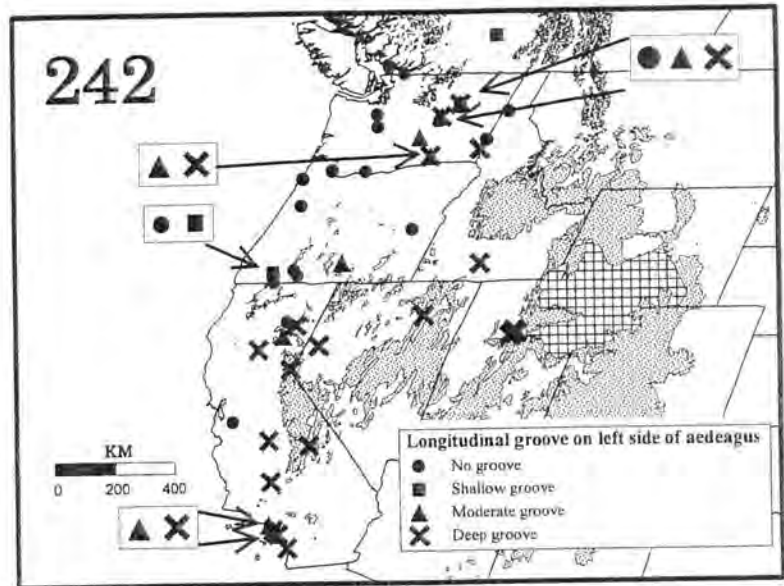 242
KM
0 200 400
Longitudinal groove on left side of aedeagus
No groove
Shallow groove
Moderate groove
Deep groove